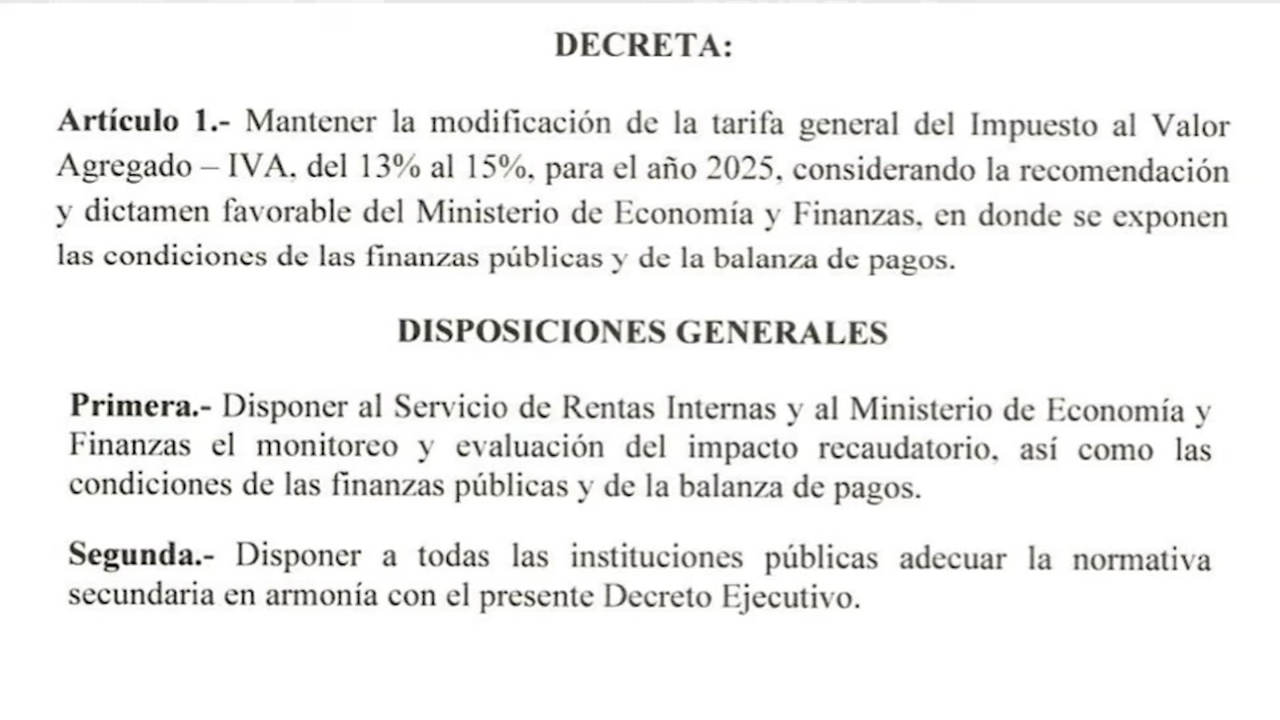 DECRETA:
Artículo 1.- Mantener la modificación de la tarifa general del Impuesto al Valor
Agregado – IVA, del 13% al 15%, para el año 2025, considerando la recomendación
y dictamen favorable del Ministerio de Economía y Finanzas, en donde se exponen
las condiciones de las finanzas públicas y de la balanza de pagos.
DISPOSICIONES GENERALES
Primera.- Disponer al Servicio de Rentas Internas y al Ministerio de Economía y
Finanzas el monitoreo y evaluación del impacto recaudatorio, así como las
condiciones de las finanzas públicas y de la balanza de pagos.
Segunda.- Disponer a todas las instituciones públicas adecuar la normativa
secundaria en armonía con el presente Decreto Ejecutivo.